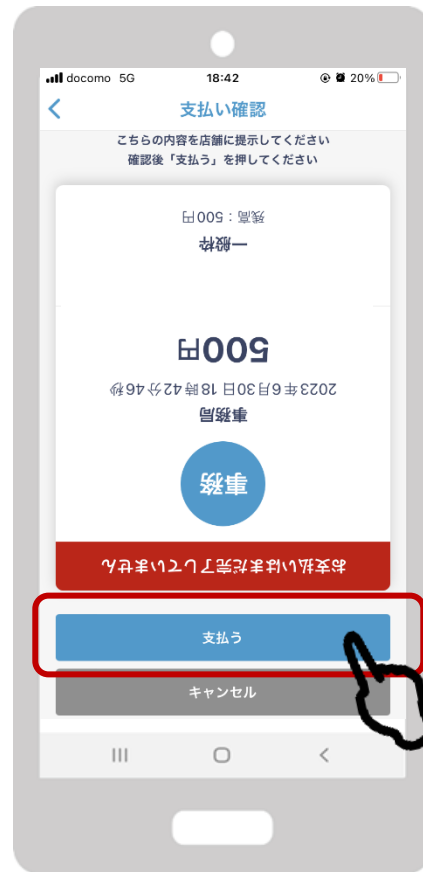 docomo 5G 18:42 20%
支払い確認
こちらの内容を店舗に提示してください
確認後「支払う」を押してください
お支払いはまだ完了していません
事務
事務局
2023年6月30日 18時42分46秒
500円
一般枠
残高：500円
支払う
キャンセル